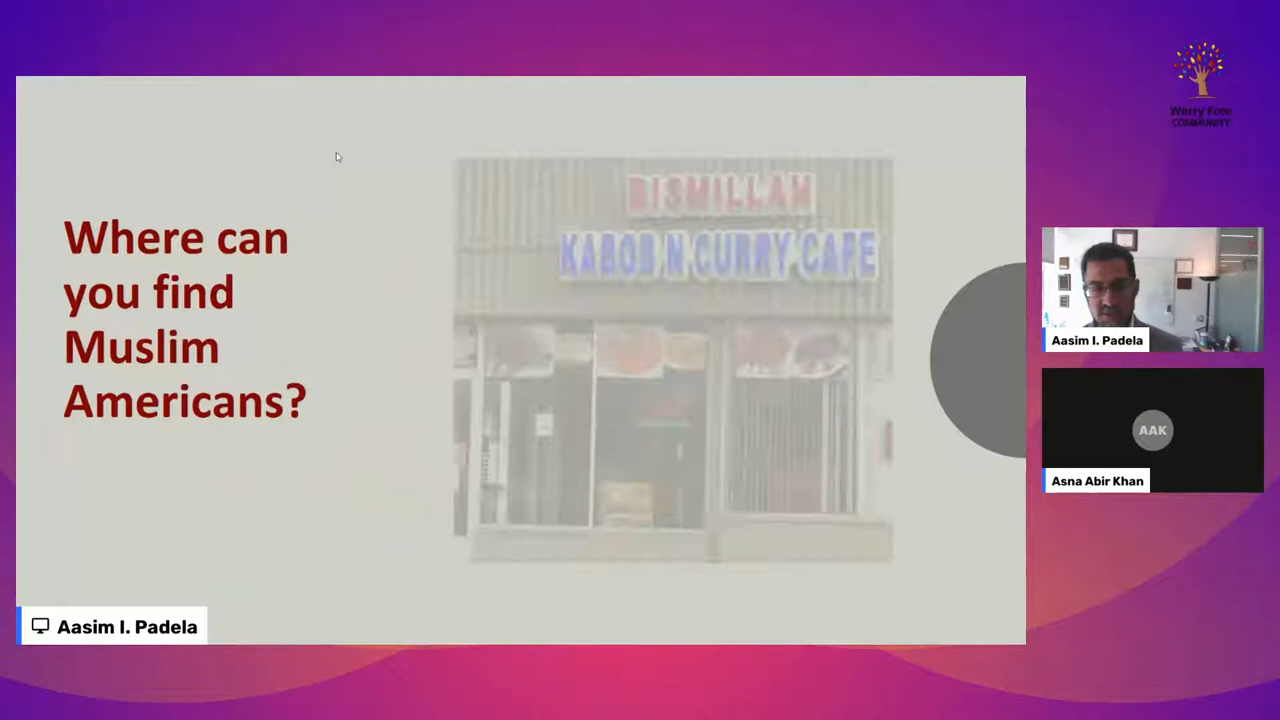 Where can
you find
Muslim
Americans?
BISMILLAH
KABOB N CURRY CAFE
Aasim I. Padela
Worry Free
COMMUNITY
Aasim I. Padela
AAK
Asna Abir Khan